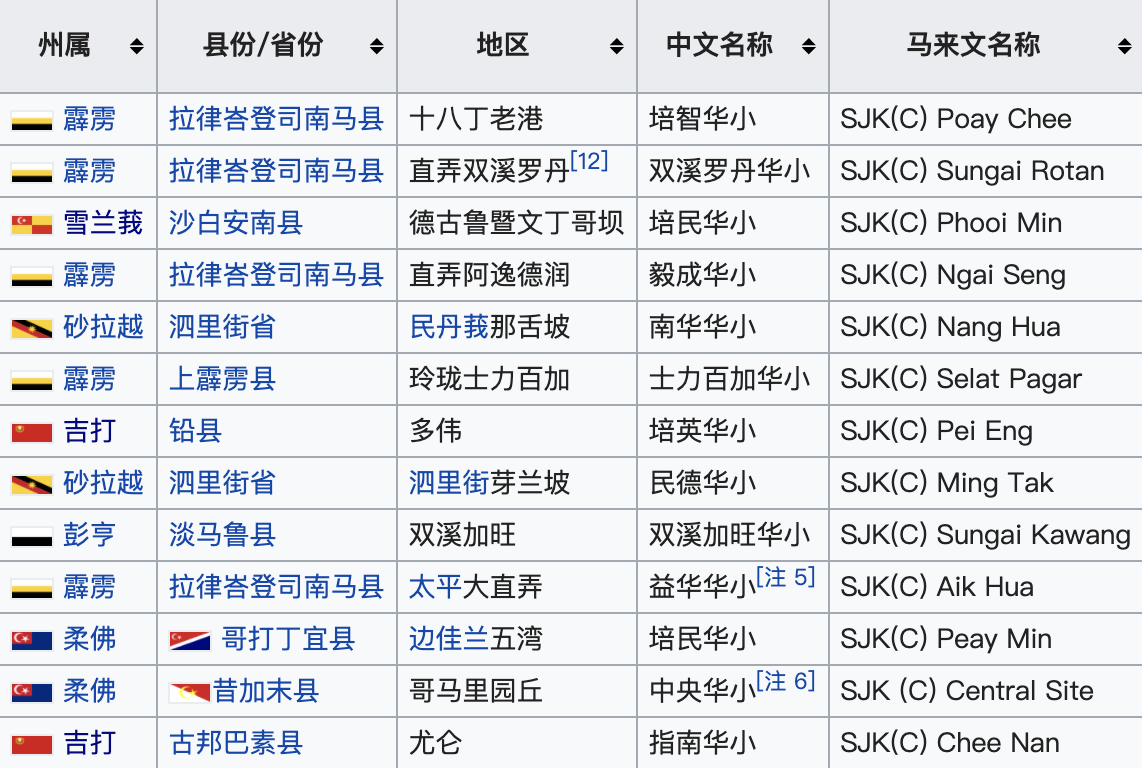 州属 县份/省份 地区 中文名称 马来文名称
霹雳 拉律峇登司南马县 十八丁老港 培智华小 SJK(C) Poay Chee
霹雳 拉律峇登司南马县 直弄双溪罗丹[12] 双溪罗丹华小 SJK(C) Sungai Rotan
雪兰莪 沙白安南县 德古鲁暨文丁哥坝 培民华小 SJK(C) Phooi Min
霹雳 拉律峇登司南马县 直弄阿逸德润 毅成华小 SJK(C) Ngai Seng
砂拉越 泗里街省 民丹莪那舌坡 南华华小 SJK(C) Nang Hua
霹雳 上霹雳县 玲珑士力百加 士力百加华小 SJK(C) Selat Pagar
吉打 铅县 多伟 培英华小 SJK(C) Pei Eng
砂拉越 泗里街省 泗里街芽兰坡 民德华小 SJK(C) Ming Tak
彭亨 淡马鲁县 双溪加旺 双溪加旺华小 SJK(C) Sungai Kawang
霹雳 拉律峇登司南马县 太平大直弄 益华华小[注 5] SJK(C) Aik Hua
柔佛 哥打丁宜县 边佳兰五湾 培民华小 SJK(C) Peay Min
柔佛 昔加末县 哥马里园丘 中央华小[注 6] SJK (C) Central Site
吉打 古邦巴素县 尤仑 指南华小 SJK(C) Chee Nan